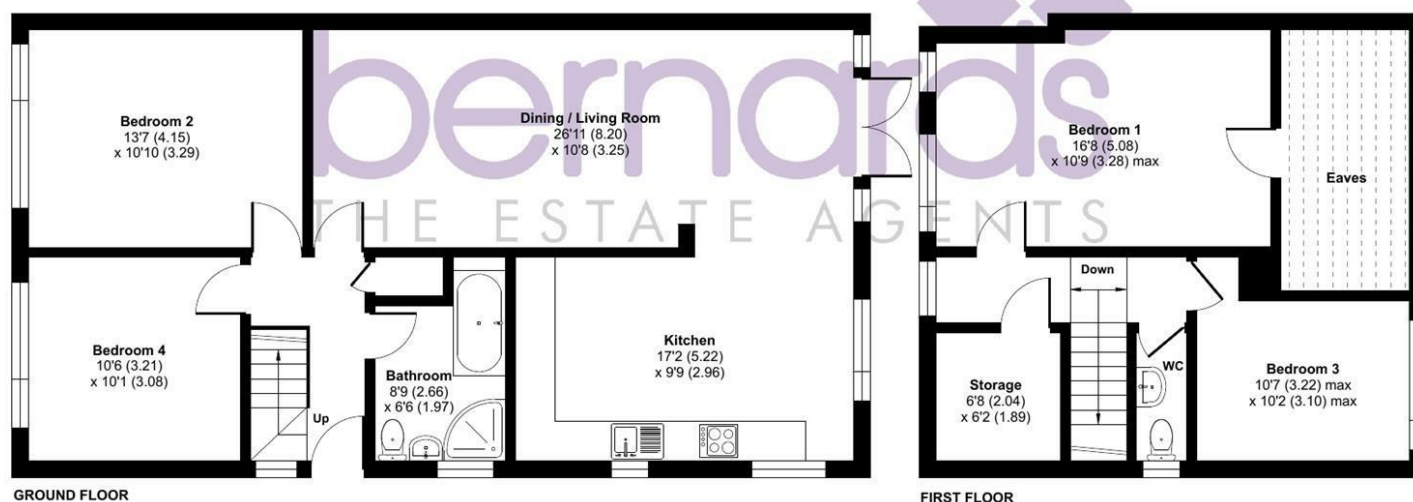 bernards
THE ESTATE AGENTS
Bedroom 2
13'7 (4.15)
x 10'10 (3.29)
Dining / Living Room
26'11 (8.20)
x 10'8 (3.25)
Bedroom 4
10'6 (3.21)
x 10'1 (3.08)
Up
Bathroom
8'9 (2.66)
x 6'6 (1.97)
Kitchen
17'2 (5.22)
x 9'9 (2.96)
GROUND FLOOR
Bedroom 1
16'8 (5.08)
x 10'9 (3.28) max
Eaves
Down
Storage
6'8 (2.04)
x 6'2 (1.89)
WC
Bedroom 3
10'7 (3.22) max
x 10'2 (3.10) max
FIRST FLOOR